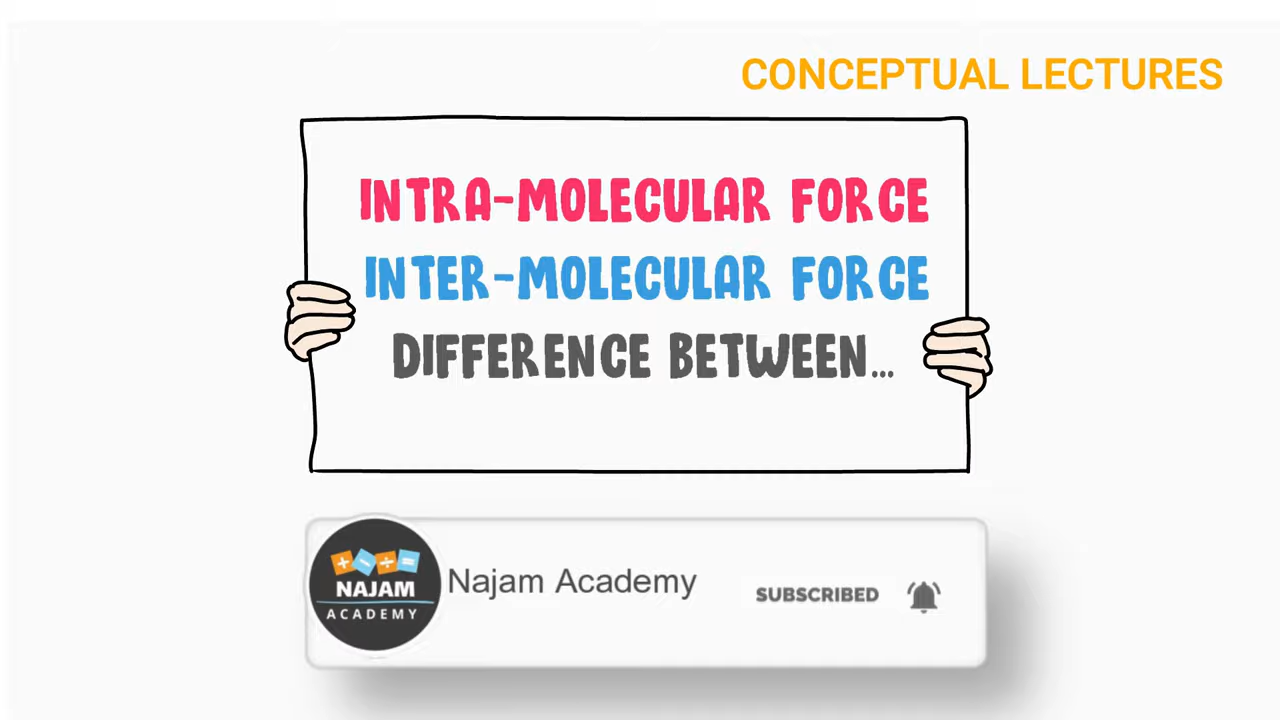 CONCEPTUAL LECTURES
INTRA-MOLECULAR FORCE
INTER-MOLECULAR FORCE
DIFFERENCE BETWEEN...
+ - ÷ =
NAJAM
ACADEMY
Najam Academy
SUBSCRIBED